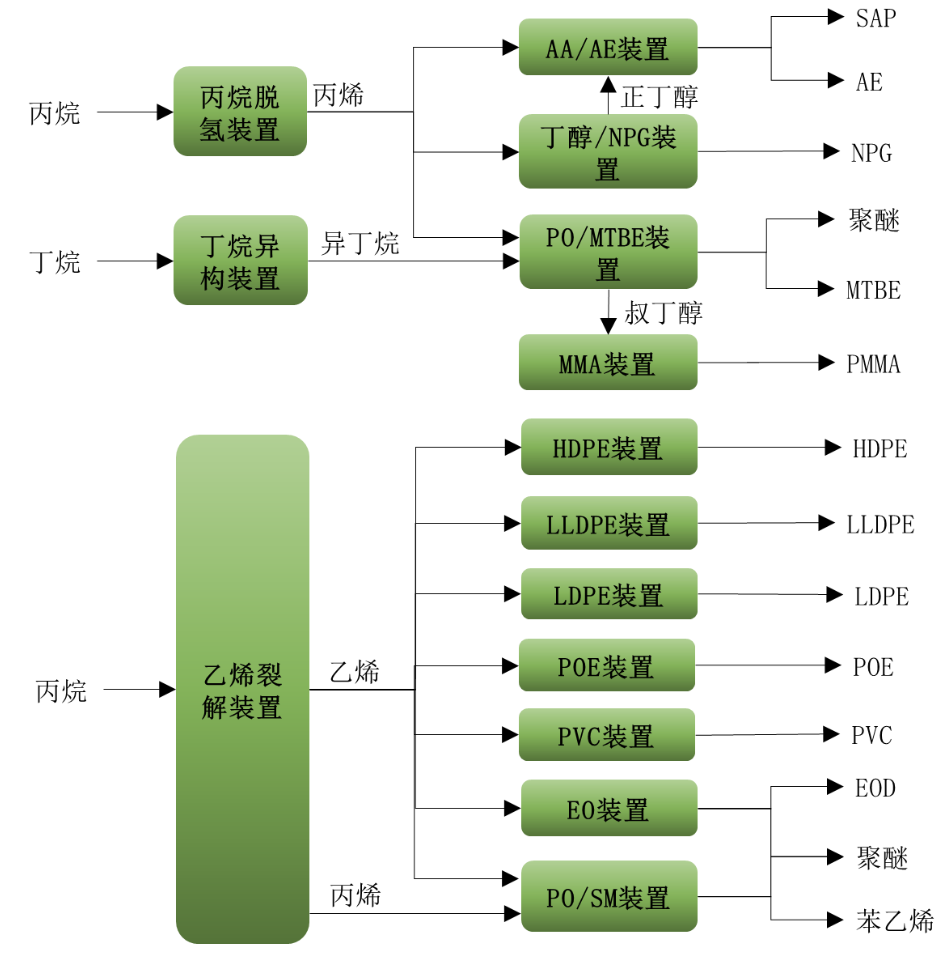 SAP
AA/AE装置
丙烷脱
氢装置
丙烯
AE
正丁醇
丙烷
丁醇/NPG装
置
NPG
丁烷异
构装置
异丁烷
PO/MTBE装
置
聚醚
丁烷
MTBE
叔丁醇
MMA装置
PMMA
HDPE装置
HDPE
LLDPE装置
LLDPE
LDPE装置
LDPE
乙烯裂
解装置
乙烯
POE装置
POE
丙烷
PVC装置
PVC
EO装置
EOD
聚醚
丙烯
PO/SM装置
苯乙烯